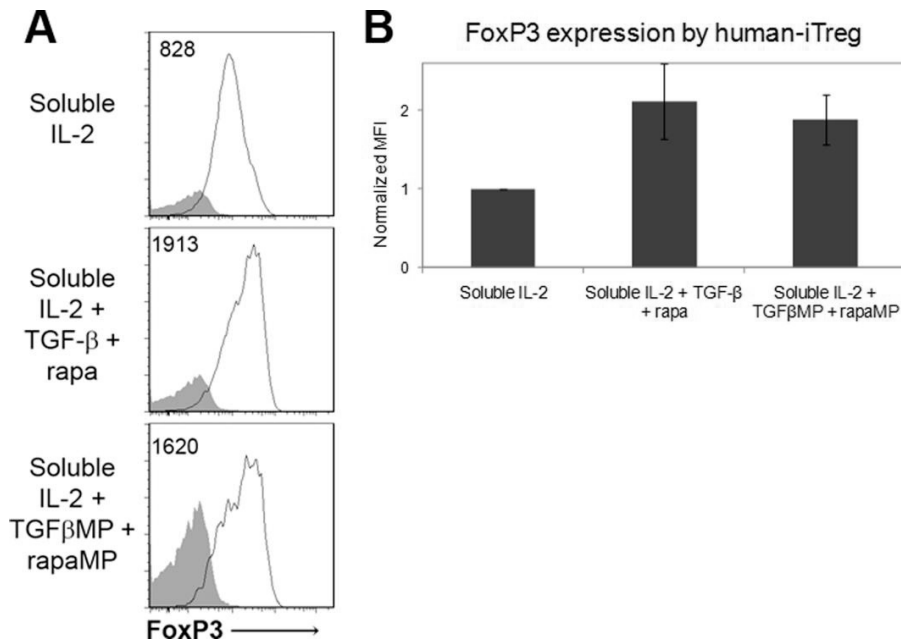 A
828
Soluble
IL-2
1913
Soluble
IL-2 +
TGF-β +
rapa
1620
Soluble
IL-2 +
TGFβMP +
rapaMP
FoxP3
B
FoxP3 expression by human-iTreg
Normalized MFI
2
1
0
Soluble IL-2
Soluble IL-2 + TGF-β
+ rapa
Soluble IL-2 +
TGFβMP + rapaMP